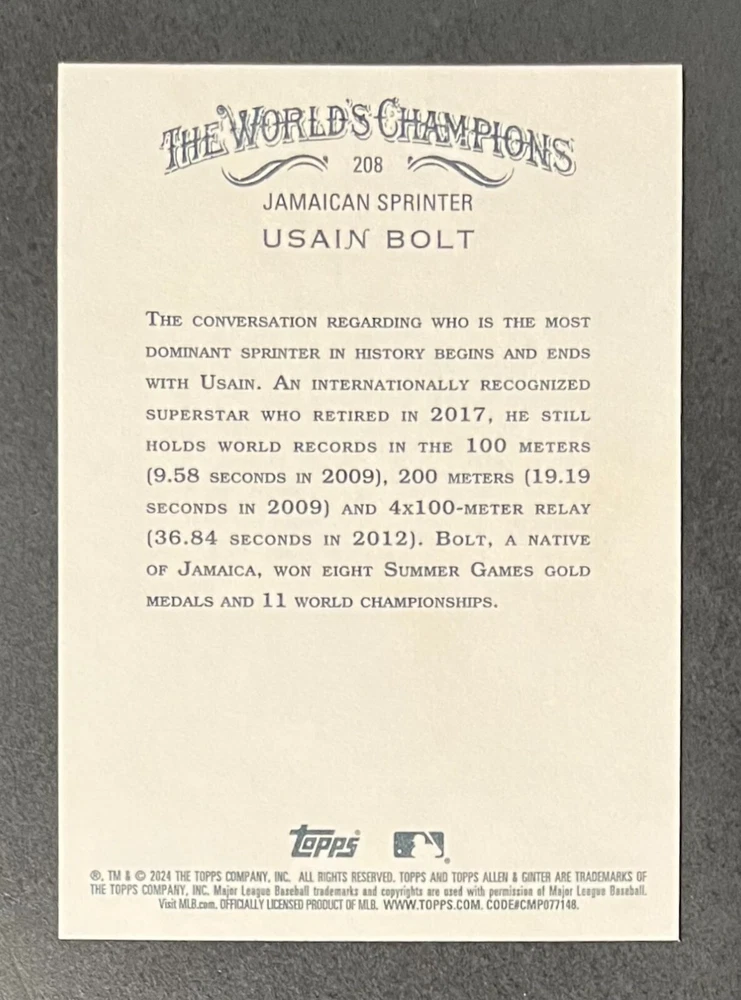 THE WORLD'S CHAMPIONS
208
JAMAICAN SPRINTER
USAIN BOLT
THE CONVERSATION REGARDING WHO IS THE MOST
DOMINANT SPRINTER IN HISTORY BEGINS AND ENDS
WITH USAIN. AN INTERNATIONALLY RECOGNIZED
SUPERSTAR WHO RETIRED IN 2017, HE STILL
HOLDS WORLD RECORDS IN THE 100 METERS
(9.58 SECONDS IN 2009), 200 METERS (19.19
SECONDS IN 2009) AND 4X100-METER RELAY
(36.84 SECONDS IN 2012). BOLT, A NATIVE
OF JAMAICA, WON EIGHT SUMMER GAMES GOLD
MEDALS AND 11 WORLD CHAMPIONSHIPS.
Topps ®
®, TM & © 2024 THE TOPPS COMPANY, INC. ALL RIGHTS RESERVED. TOPPS AND TOPPS ALLEN & GINTER ARE TRADEMARKS OF
THE TOPPS COMPANY, INC. Major League Baseball trademarks and copyrights are used with permission of Major League Baseball.
Visit MLB.com. OFFICIALLY LICENSED PRODUCT OF MLB. WWW.TOPPS.COM. CODE#CMP077148.